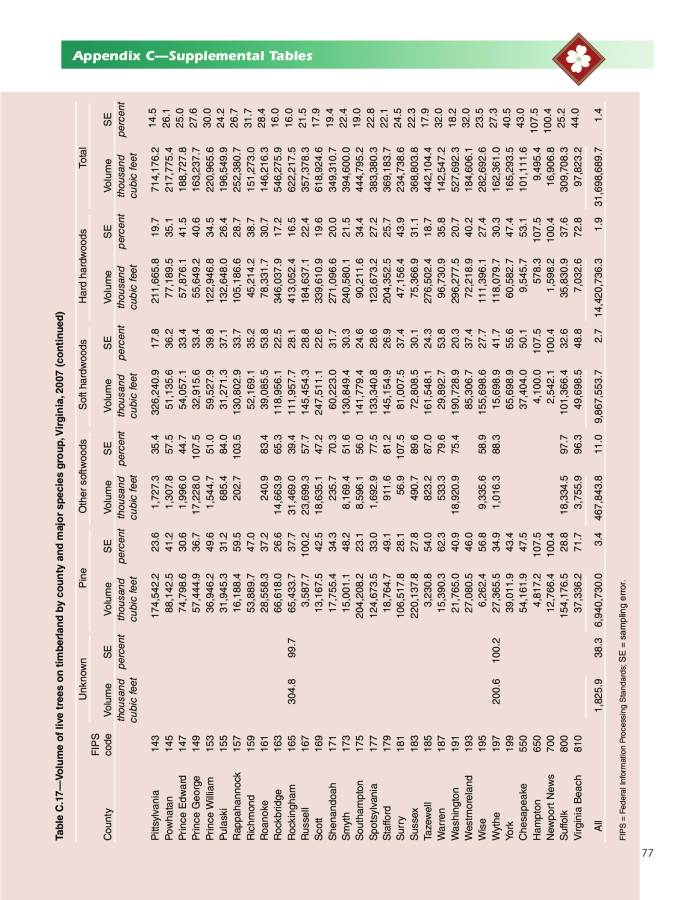 Appendix C—Supplemental Tables
Table C.17—Volume of live trees on timberland by county and major species group, Virginia, 2007 (continued)
Unknown Pine Other softwoods Soft hardwoods Hard hardwoods Total
County FIPS code Volume SE Volume SE Volume SE Volume SE Volume SE Volume SE
thousand cubic feet percent thousand cubic feet percent thousand cubic feet percent thousand cubic feet percent thousand cubic feet percent thousand cubic feet percent
Pittsylvania 143 174,542.2 23.6 1,727.3 35.4 326,240.9 17.8 211,665.8 19.7 714,176.2 14.5
Powhatan 145 88,142.5 41.2 1,307.8 57.5 51,135.6 36.2 77,189.5 35.1 217,775.4 26.1
Prince Edward 147 74,798.6 30.6 1,996.0 44.7 54,057.1 33.4 57,876.1 41.5 188,727.8 25.0
Prince George 149 57,444.9 36.7 17,228.0 107.5 32,915.6 33.4 55,649.2 40.6 163,237.7 27.6
Prince William 153 36,946.2 49.6 1,544.7 51.0 59,527.9 39.8 122,946.8 34.5 220,965.6 30.0
Pulaski 155 31,945.3 31.2 685.4 84.0 31,271.3 37.1 132,648.0 26.4 196,549.9 24.2
Rappahannock 157 16,188.4 59.5 202.7 103.5 130,802.9 33.7 105,186.6 28.7 252,380.7 26.7
Richmond 159 53,889.7 47.0 52,169.1 35.2 45,214.2 38.7 151,273.0 31.7
Roanoke 161 28,558.3 37.2 240.9 83.4 39,085.5 53.8 78,331.7 30.7 146,216.3 28.4
Rockbridge 163 66,618.0 26.6 14,663.9 65.3 118,956.1 22.5 346,037.9 17.2 546,275.9 16.0
Rockingham 165 304.8 99.7 65,433.7 37.7 31,469.0 39.4 111,957.7 28.1 413,052.4 16.5 622,217.5 16.0
Russell 167 3,587.7 100.2 23,699.3 57.7 145,454.3 28.8 184,637.1 22.4 357,378.3 21.5
Scott 169 13,167.5 42.5 18,635.1 47.2 247,511.1 22.6 339,610.9 19.6 618,924.6 17.9
Shenandoah 171 17,755.4 34.3 235.7 70.3 60,223.0 31.7 271,096.6 20.0 349,310.7 19.4
Smyth 173 15,001.1 48.2 8,169.4 51.6 130,849.4 30.3 240,580.1 21.5 394,600.0 22.4
Southampton 175 204,208.2 23.1 8,596.1 56.0 141,779.4 24.6 90,211.6 34.4 444,795.2 19.0
Spotsylvania 177 124,673.5 33.0 1,692.9 77.5 133,340.8 28.6 123,673.2 27.2 383,380.3 22.8
Stafford 179 18,764.7 49.1 911.6 81.2 145,154.9 26.9 204,352.5 25.7 369,183.7 22.1
Surry 181 106,517.8 28.1 56.9 107.5 81,007.5 37.4 47,156.4 43.9 234,738.6 24.5
Sussex 183 220,137.8 27.8 490.7 89.6 72,808.5 30.1 75,366.9 31.1 368,803.8 22.3
Tazewell 185 3,230.8 54.0 823.2 87.0 161,548.1 24.3 276,502.4 18.7 442,104.4 17.9
Warren 187 15,390.3 62.3 533.3 79.6 29,892.7 53.8 96,730.9 35.8 142,547.2 32.0
Washington 191 21,765.0 40.9 18,920.9 75.4 190,728.9 20.3 296,277.5 20.7 527,692.3 18.2
Westmoreland 193 27,080.5 46.0 85,306.7 37.4 72,218.9 40.2 184,606.1 32.0
Wise 195 6,262.4 56.8 9,335.6 58.9 155,698.6 27.7 111,396.1 27.4 282,692.6 23.5
Wythe 197 200.6 100.2 27,365.5 34.9 1,016.3 88.3 15,698.9 41.7 118,079.7 30.3 162,361.0 27.3
York 199 39,011.9 43.4 65,698.9 55.6 60,582.7 47.4 165,293.5 40.5
Chesapeake 550 54,161.9 47.5 37,404.0 50.1 9,545.7 53.1 101,111.6 43.0
Hampton 650 4,817.2 107.5 4,100.0 107.5 578.3 107.5 9,495.4 107.5
Newport News 700 12,766.4 100.4 2,542.1 100.4 1,598.2 100.4 16,906.8 100.4
Suffolk 800 154,176.5 28.8 18,334.5 97.7 101,366.4 32.6 35,830.9 37.6 309,708.3 25.2
Virginia Beach 810 37,336.2 71.7 3,755.9 96.3 49,698.5 48.8 7,032.6 72.8 97,823.2 44.0
All 1,825.9 38.3 6,940,730.0 3.4 467,843.8 11.0 9,867,553.7 2.7 14,420,736.3 1.9 31,698,689.7 1.4
FIPS = Federal Information Processing Standards; SE = sampling error.
77